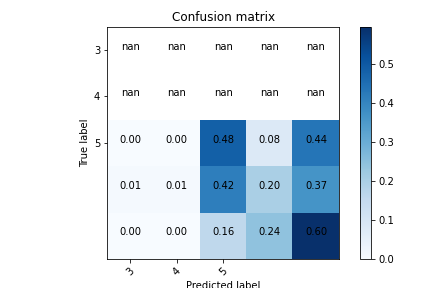 Confusion matrix
3 nan nan nan nan nan
4 nan nan nan nan nan
5 0.00 0.00 0.48 0.08 0.44
0.01 0.01 0.42 0.20 0.37
0.00 0.00 0.16 0.24 0.60
3 4 5
True label
Predicted label
0.5
0.4
0.3
0.2
0.1
0.0